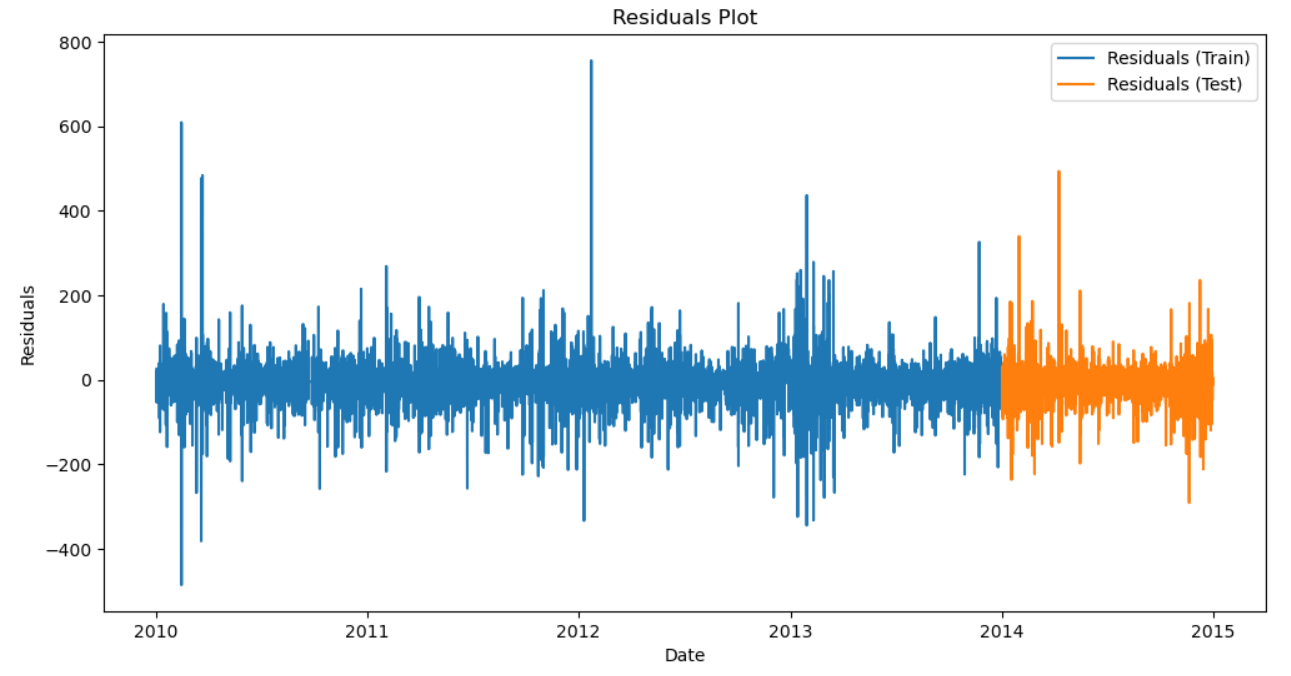 Residuals Plot
Residuals (Train)
Residuals (Test)
800
600
400
200
0
−200
−400
Residuals
2010 2011 2012 2013 2014 2015
Date